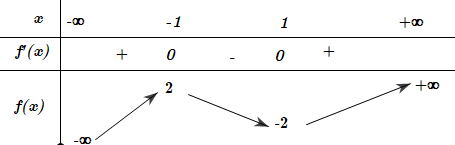 x -∞ -1 1 +∞
f'(x) + 0 - 0 +
2 +∞
f(x)
-2
-∞